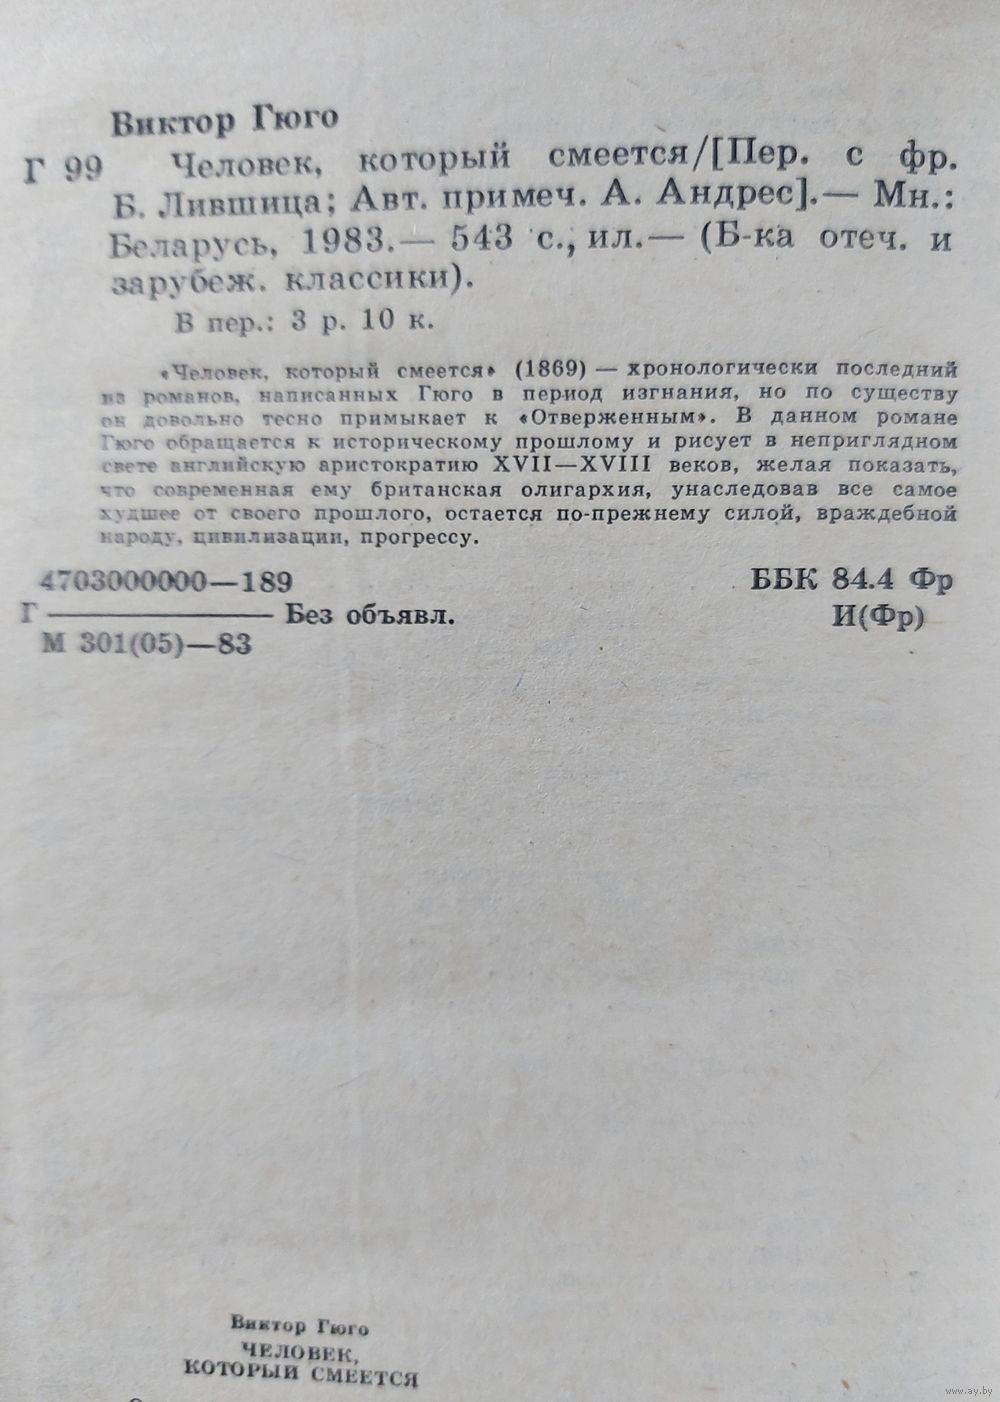 Виктор Гюго
Г 99 Человек, который смеется/[Пер. с фр.
Б. Лившица; Авт. примеч. А. Андрес].— Мн.:
Беларусь, 1983.— 543 с., ил.— (Б-ка отеч. и
зарубеж. классики).
В пер.: 3 р. 10 к.
«Человек, который смеется» (1869) — хронологически последний
из романов, написанных Гюго в период изгнания, но по существу
он довольно тесно примыкает к «Отверженным». В данном романе
Гюго обращается к историческому прошлому и рисует в неприглядном
свете английскую аристократию XVII—XVIII веков, желая показать,
что современная ему британская олигархия, унаследовав все самое
худшее от своего прошлого, остается по-прежнему силой, враждебной
народу, цивилизации, прогрессу.
4703000000—189
Г ——— Без объявл.
М 301(05)—83
ББК 84.4 Фр
И(Фр)
Виктор Гюго
ЧЕЛОВЕК,
КОТОРЫЙ СМЕЕТСЯ
www.ay.by